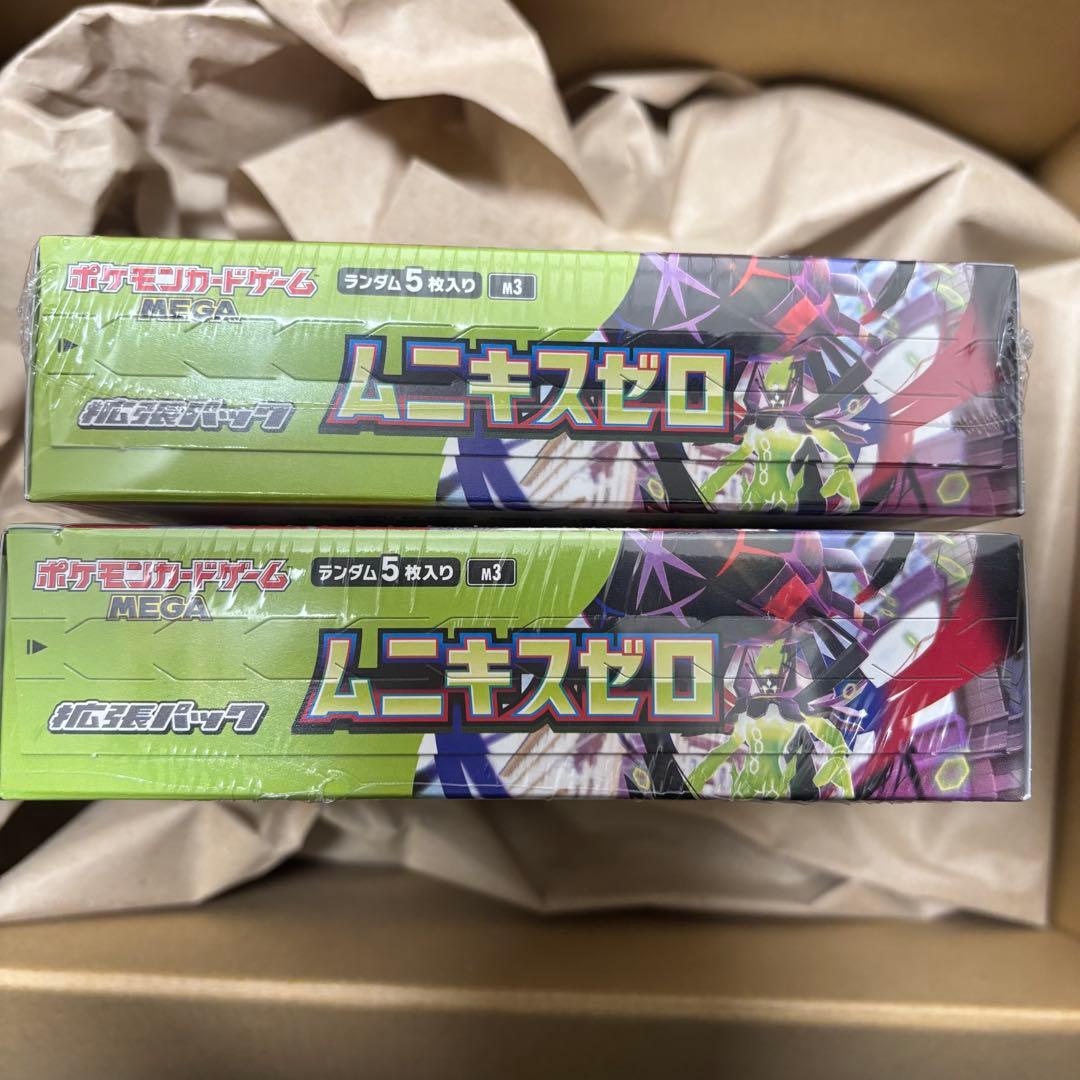 ポケモンカードゲーム
MEGA
ランダム5枚入り M3
ムニキスゼロ
拡張パック
ポケモンカードゲーム
MEGA
ランダム5枚入り M3
ムニキスゼロ
拡張パック